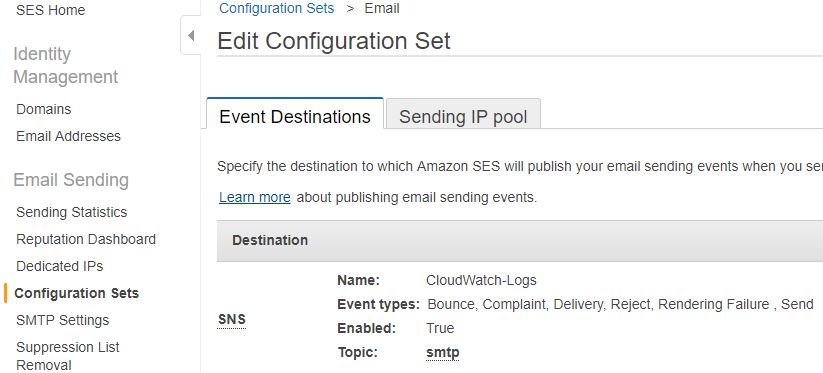 SES Home
Identity
Management
Domains
Email Addresses
Email Sending
Sending Statistics
Reputation Dashboard
Dedicated IPs
Configuration Sets
SMTP Settings
Suppression List
Removal
Configuration Sets > Email
Edit Configuration Set
Event Destinations
Sending IP pool
Specify the destination to which Amazon SES will publish your email sending events when you
Learn more about publishing email sending events.
Destination
SNS
Name: CloudWatch-Logs
Event types: Bounce, Complaint, Delivery, Reject, Rendering Failure , Send
Enabled: True
Topic: smtp